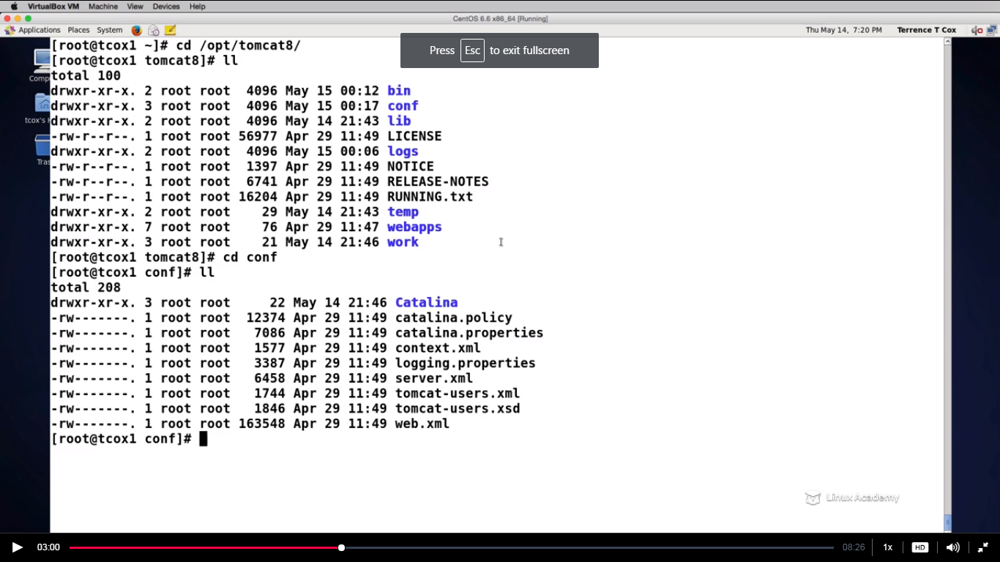 VirtualBox VM Machine View Devices Help
CentOS 6.6 x86_64 [Running]
Applications Places System Thu May 14, 7:20 PM Terrence T Cox
Press Esc to exit fullscreen
[root@tcox1 ~]# cd /opt/tomcat8/
[root@tcox1 tomcat8]# ll
total 100
drwxr-xr-x. 2 root root 4096 May 15 00:12 bin
drwxr-xr-x. 3 root root 4096 May 15 00:17 conf
drwxr-xr-x. 2 root root 4096 May 14 21:43 lib
-rw-r--r--. 1 root root 56977 Apr 29 11:49 LICENSE
drwxr-xr-x. 2 root root 4096 May 15 00:06 logs
-rw-r--r--. 1 root root 1397 Apr 29 11:49 NOTICE
-rw-r--r--. 1 root root 6741 Apr 29 11:49 RELEASE-NOTES
-rw-r--r--. 1 root root 16204 Apr 29 11:49 RUNNING.txt
drwxr-xr-x. 2 root root 29 May 14 21:43 temp
drwxr-xr-x. 7 root root 76 Apr 29 11:47 webapps
drwxr-xr-x. 3 root root 21 May 14 21:46 work
[root@tcox1 tomcat8]# cd conf
[root@tcox1 conf]# ll
total 208
drwxr-xr-x. 3 root root 22 May 14 21:46 Catalina
-rw-------. 1 root root 12374 Apr 29 11:49 catalina.policy
-rw-------. 1 root root 7086 Apr 29 11:49 catalina.properties
-rw-------. 1 root root 1577 Apr 29 11:49 context.xml
-rw-------. 1 root root 3387 Apr 29 11:49 logging.properties
-rw-------. 1 root root 6458 Apr 29 11:49 server.xml
-rw-------. 1 root root 1744 Apr 29 11:49 tomcat-users.xml
-rw-------. 1 root root 1846 Apr 29 11:49 tomcat-users.xsd
-rw-------. 1 root root 163548 Apr 29 11:49 web.xml
[root@tcox1 conf]#
Comp
tcox's H
Tras
Linux Academy
03:00 08:26 1x HD